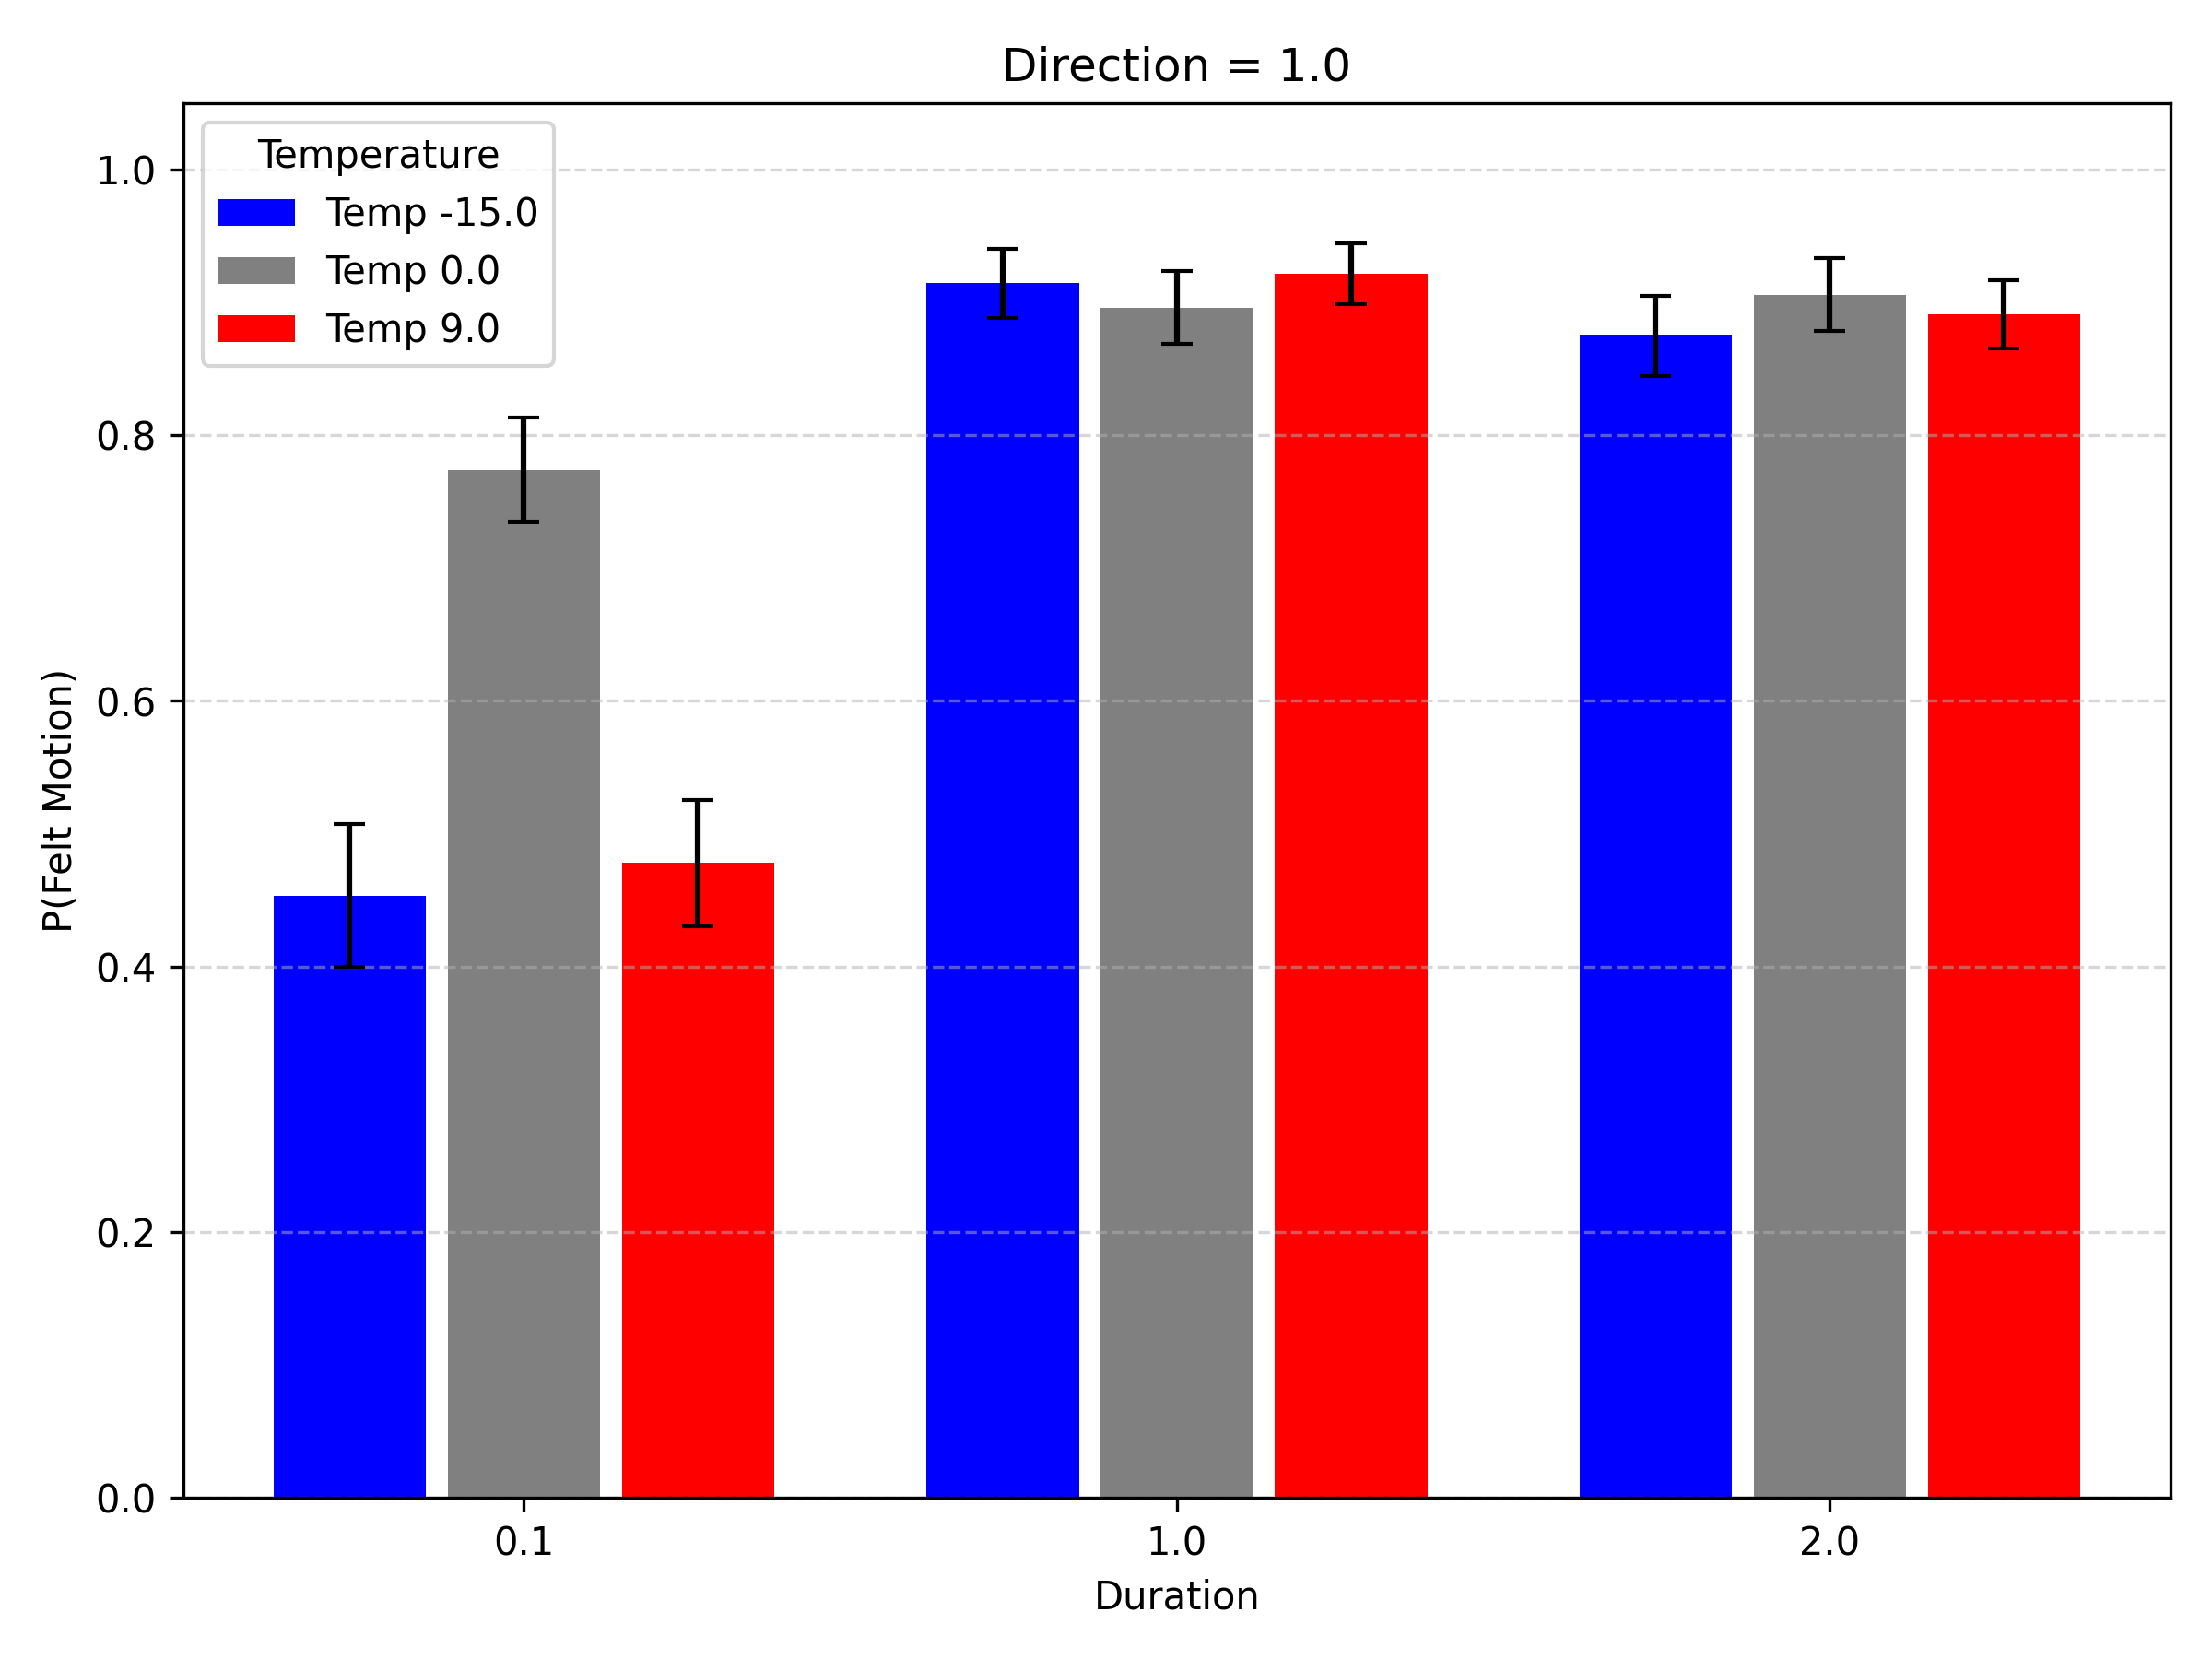 Direction = 1.0
Temperature
Temp -15.0
Temp 0.0
Temp 9.0
P(Felt Motion)
1.0
0.8
0.6
0.4
0.2
0.0
0.1
1.0
2.0
Duration